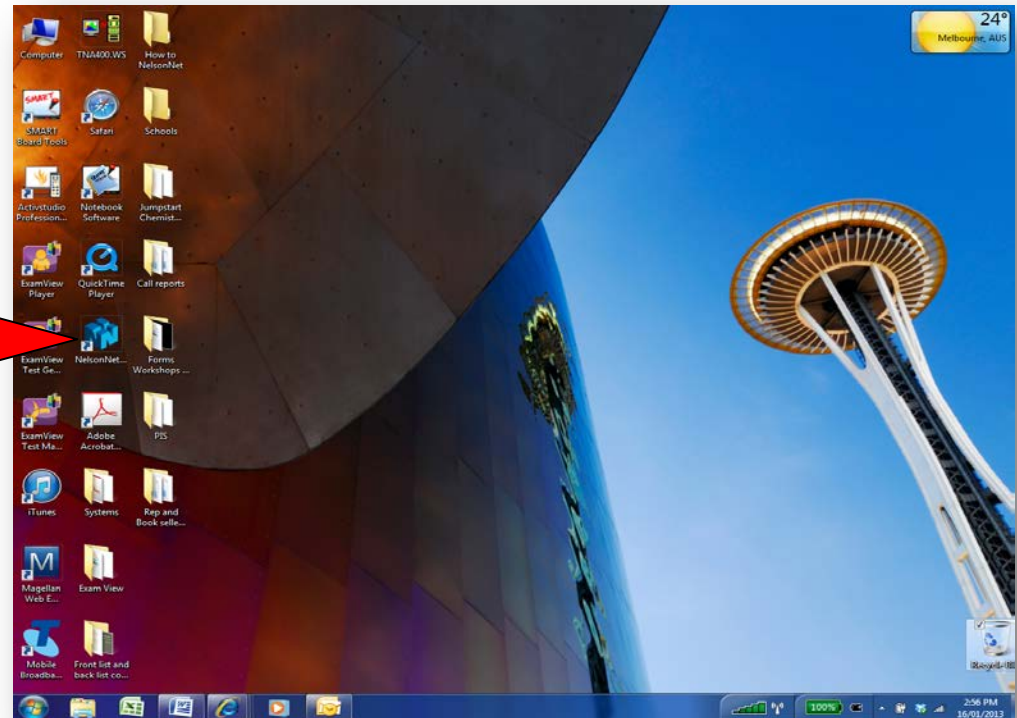 24°
Melbourne, AUS
Computer
TNA400.WS
How to
NelsonNet
SMART
SMART
Board Tools
Safari
Schools
Activstudio
Profession...
Notebook
Software
Jumpstart
Chemist...
ExamView
Player
QuickTime
Player
Call reports
ExamView
Test Ge...
NelsonNet...
Forms
Workshops ...
ExamView
Test Ma...
Adobe
Acrobat...
PIS
iTunes
Systems
Rep and
Book selle...
Magellan
Web E...
Exam View
Mobile
Broadba...
Front list and
back list co...
100%
2:56 PM
16/01/2013